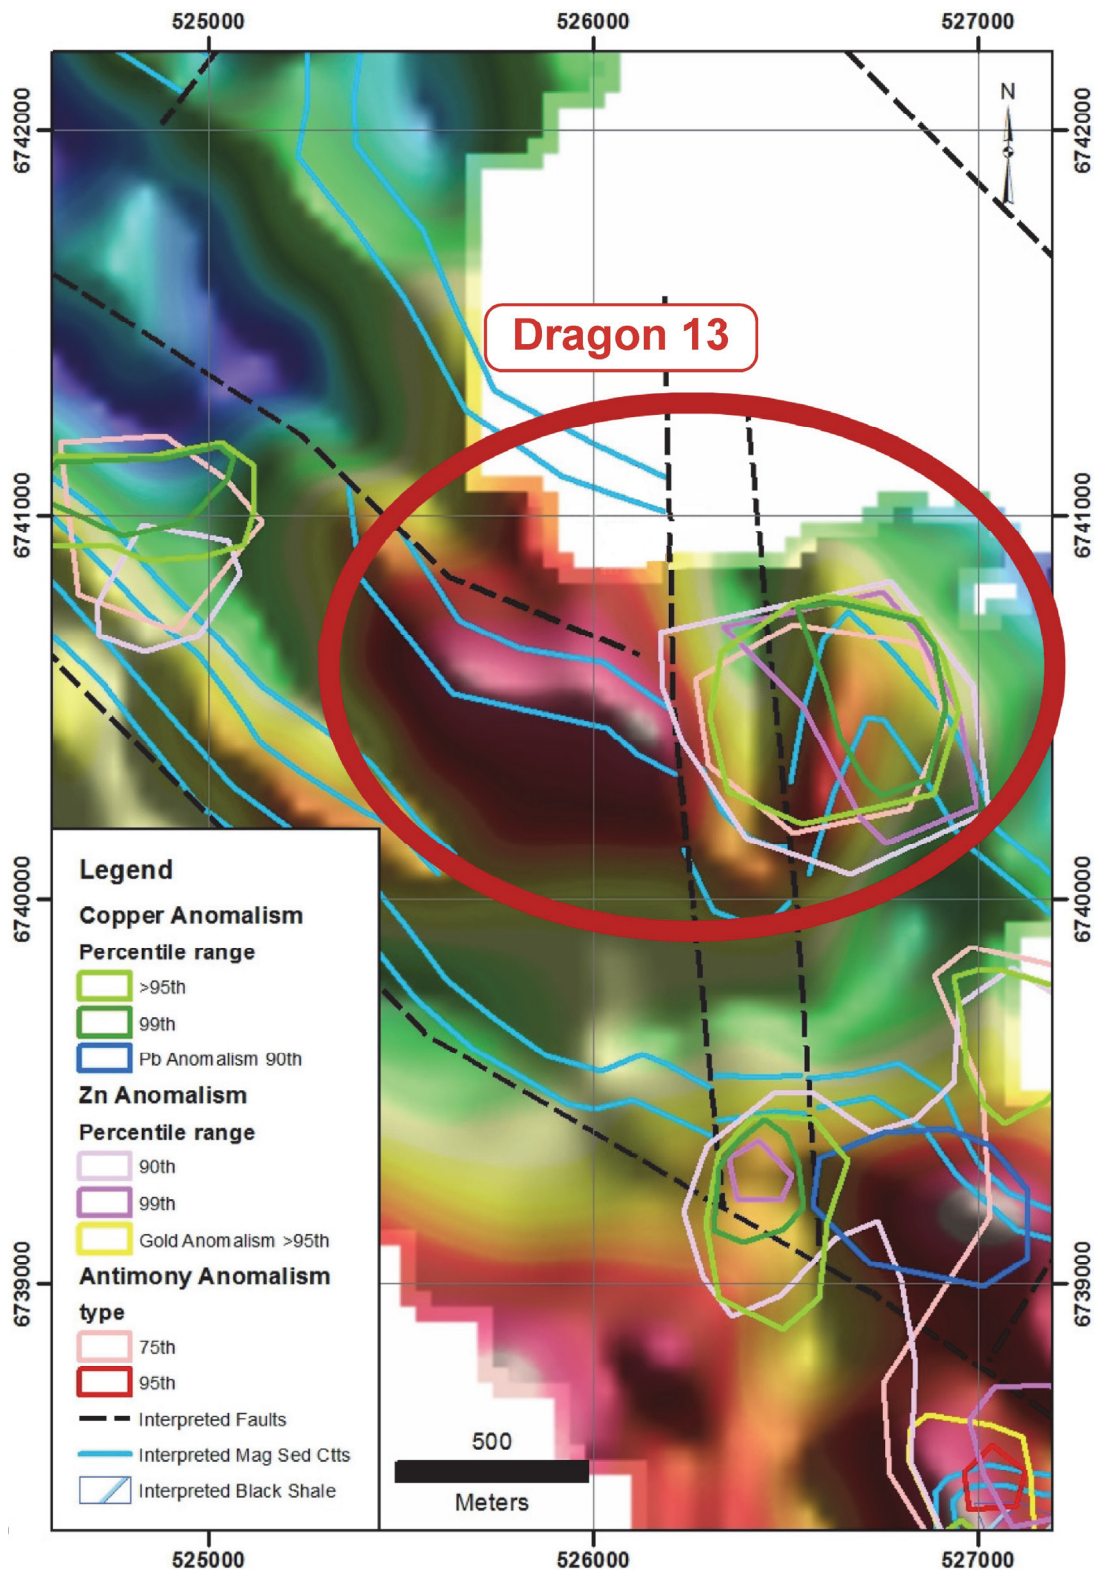 525000 526000 527000
6742000 6742000
N
Dragon 13
6741000 6741000
6740000 6740000
Legend
Copper Anomalism
Percentile range
>95th
99th
Pb Anomalism 90th
Zn Anomalism
Percentile range
90th
99th
Gold Anomalism >95th
Antimony Anomalism
type
75th
95th
Interpreted Faults
Interpreted Mag Sed Ctts
Interpreted Black Shale
6739000 6739000
500
Meters
525000 526000 527000